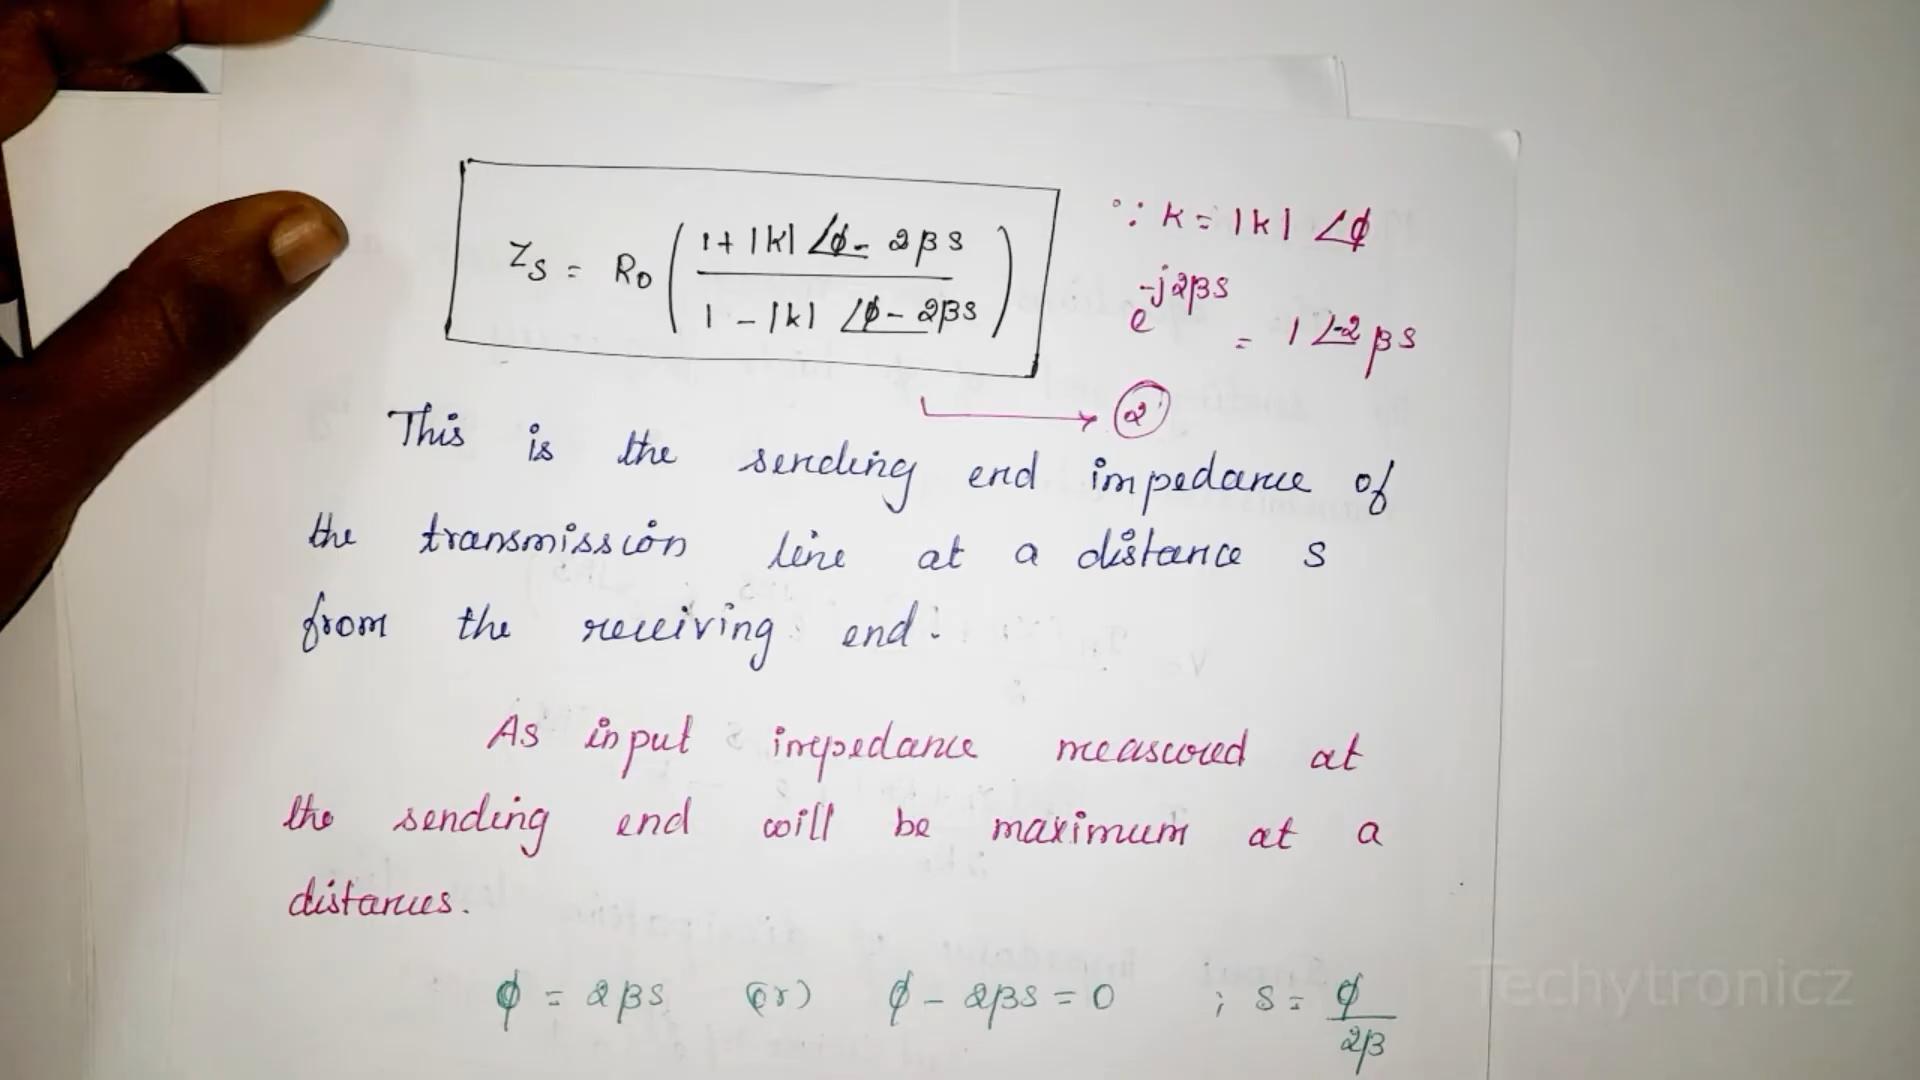 Zs = R0 ( 1 + |k| ∠φ - 2βs / 1 - |k| ∠φ - 2βs )
∵ k = |k| ∠φ
e^-j2βs = 1 ∠-2βs
→ 2
This is the sending end impedance of
the transmission line at a distance s
from the receiving end.
As input impedance measured at
the sending end will be maximum at a
distances.
φ = 2βs (or) φ - 2βs = 0 ; s = φ/2β
Techytronicz